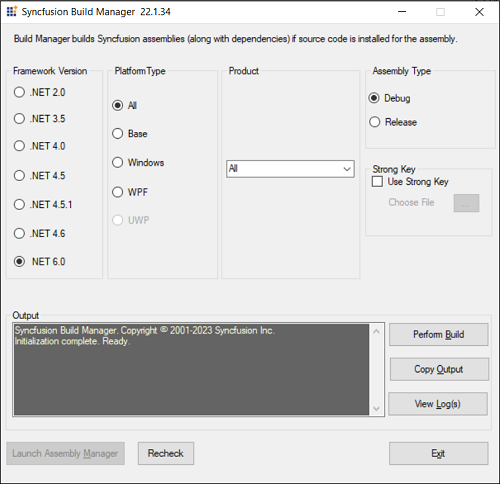 Syncfusion Build Manager 22.1.34
Build Manager builds Syncfusion assemblies (along with dependencies) if source code is installed for the assembly.
Framework Version
.NET 2.0
.NET 3.5
.NET 4.0
.NET 4.5
.NET 4.5.1
.NET 4.6
.NET 6.0
Platform Type
All
Base
Windows
WPF
UWP
Product
All
Assembly Type
Debug
Release
Strong Key
Use Strong Key
Choose File
...
Output
Syncfusion Build Manager. Copyright © 2001-2023 Syncfusion Inc.
Initialization complete. Ready.
Perform Build
Copy Output
View Log(s)
Launch Assembly Manager
Recheck
Exit